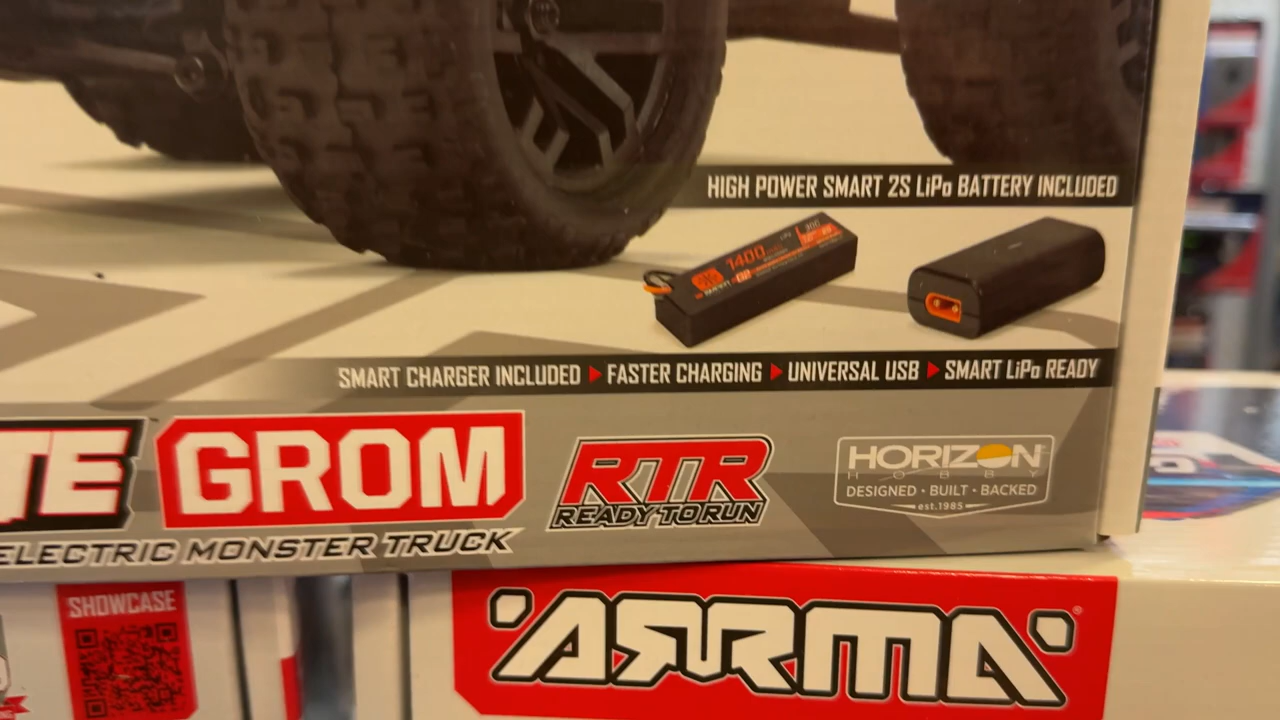 HIGH POWER SMART 2S LiPo BATTERY INCLUDED
1400
30C
SMART CHARGER INCLUDED ▶ FASTER CHARGING ▶ UNIVERSAL USB ▶ SMART LiPo READY
TE GROM
RTR
READY TO RUN
HORIZON
HOBBY
DESIGNED · BUILT · BACKED
est.1985
ELECTRIC MONSTER TRUCK
SHOWCASE
ARRMA®